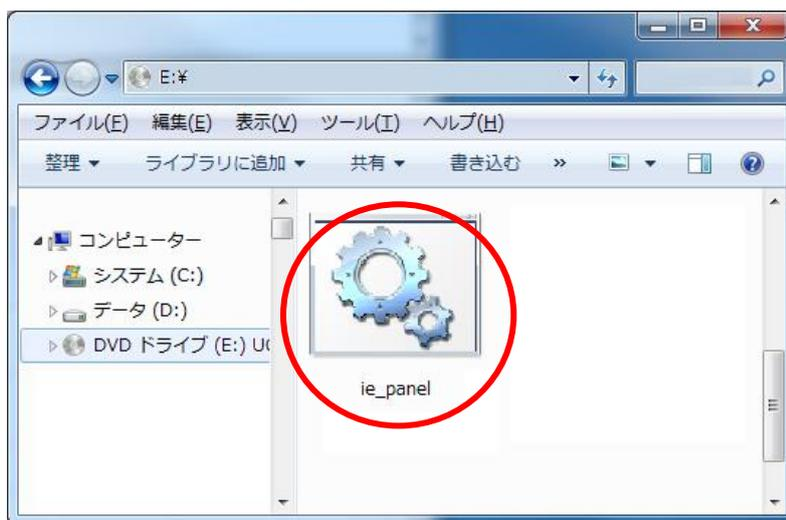 E:¥
ファイル(F) 編集(E) 表示(V) ツール(T) ヘルプ(H)
整理 ライブラリに追加 共有 書き込む »
コンピューター
システム (C:)
データ (D:)
DVD ドライブ (E:)
ie_panel